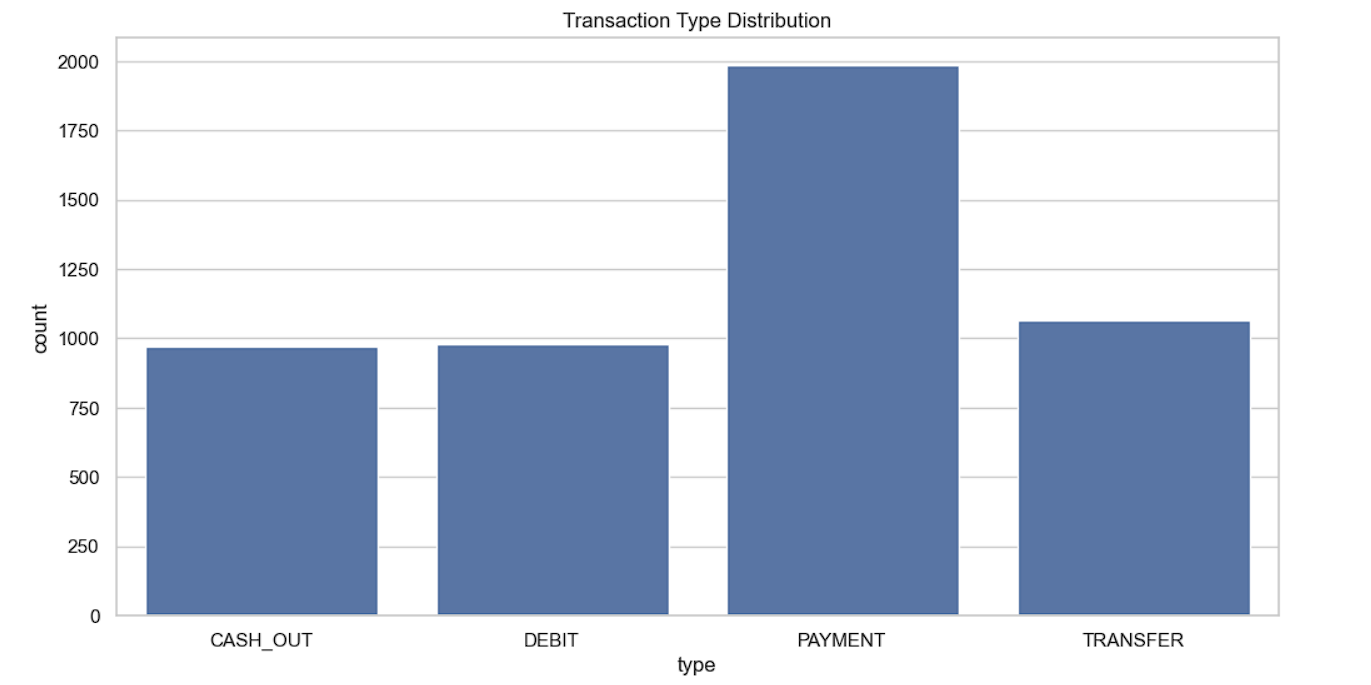 Transaction Type Distribution
2000
1750
1500
1250
1000
750
500
250
0
count
CASH_OUT DEBIT PAYMENT TRANSFER
type